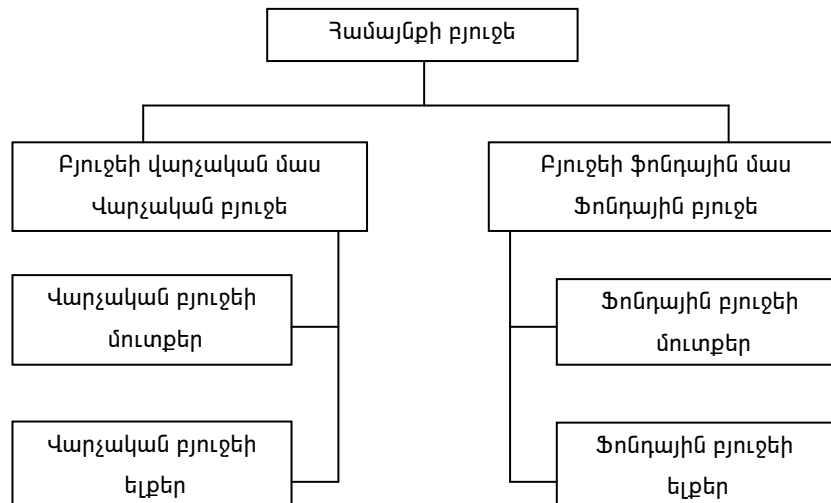 Համայնքի բյուջե
Բյուջեի վարչական մաս
Վարչական բյուջե
Բյուջեի ֆոնդային մաս
Ֆոնդային բյուջե
Վարչական բյուջեի
մուտքեր
Ֆոնդային բյուջեի
մուտքեր
Վարչական բյուջեի
ելքեր
Ֆոնդային բյուջեի
ելքեր